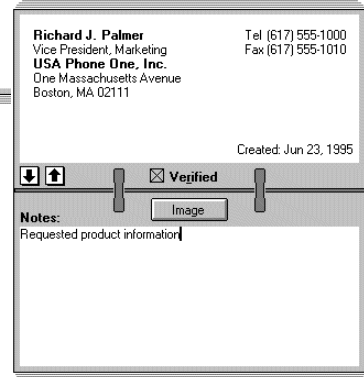 Richard J. Palmer
Vice President, Marketing
USA Phone One, Inc.
One Massachusetts Avenue
Boston, MA 02111
Tel (617) 555-1000
Fax (617) 555-1010
Created: Jun 23, 1995
Verified
Image
Notes:
Requested product information